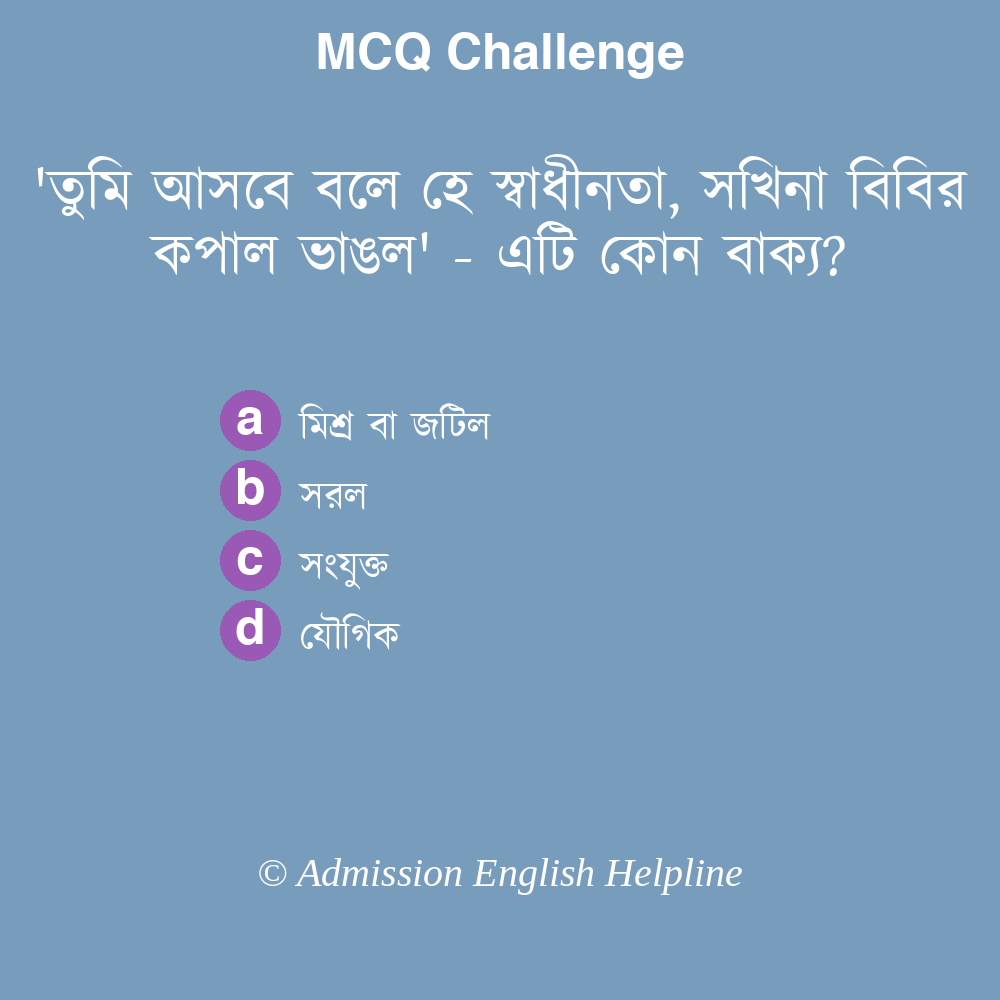 MCQ Challenge
'তুমি আসবে বলে হে স্বাধীনতা, সখিনা বিবির
কপাল ভাঙল' - এটি কোন বাক্য?
a মিশ্র বা জটিল
b সরল
c সংযুক্ত
d যৌগিক
© Admission English Helpline